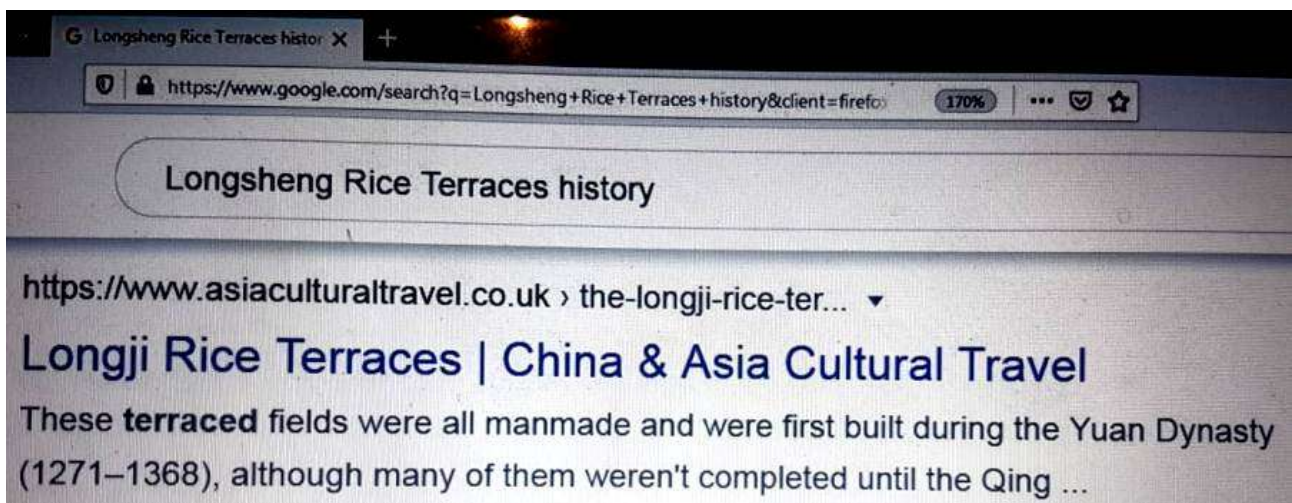 G Longsheng Rice Terraces histor X +
https://www.google.com/search?q=Longsheng+Rice+Terraces+history&client=firefox 170% ...
Longsheng Rice Terraces history
https://www.asiaculturaltravel.co.uk › the-longji-rice-ter... ▼
Longji Rice Terraces | China & Asia Cultural Travel
These terraced fields were all manmade and were first built during the Yuan Dynasty
(1271–1368), although many of them weren't completed until the Qing ...